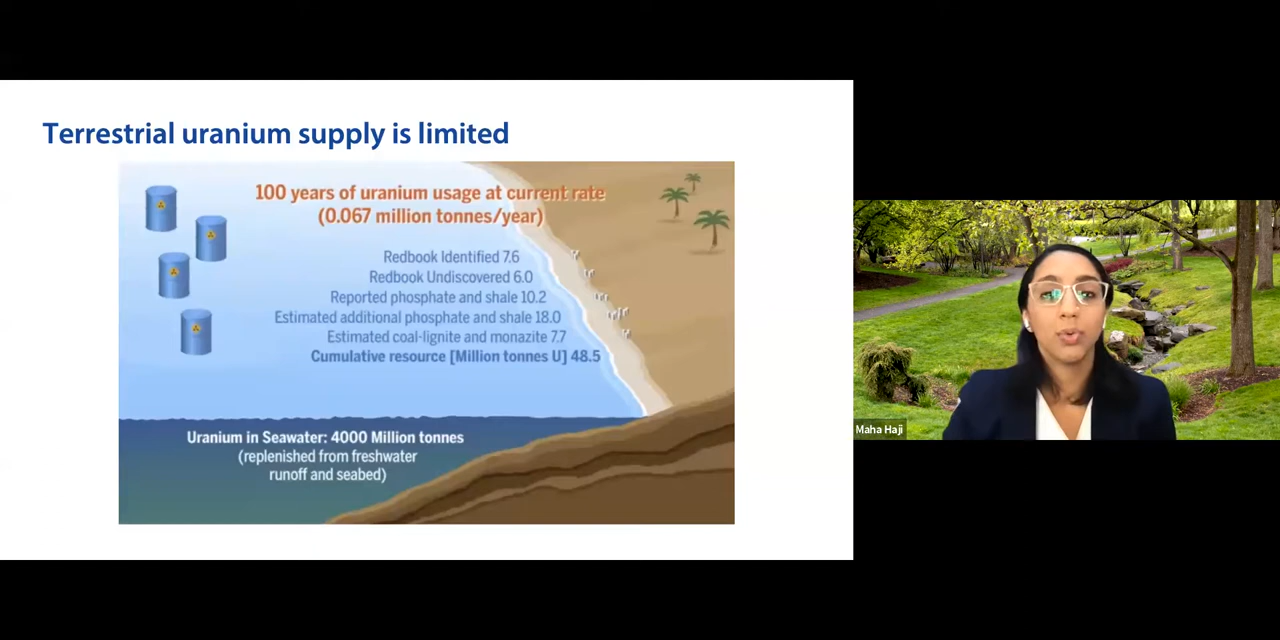 Terrestrial uranium supply is limited
100 years of uranium usage at current rate
(0.067 million tonnes/year)
Redbook Identified 7.6
Redbook Undiscovered 6.0
Reported phosphate and shale 10.2
Estimated additional phosphate and shale 18.0
Estimated coal-lignite and monazite 7.7
Cumulative resource [Million tonnes U] 48.5
Uranium in Seawater: 4000 Million tonnes
(replenished from freshwater
runoff and seabed)
Maha Haji